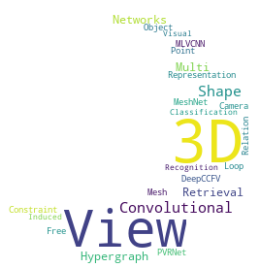 Networks
Object
Visual
MLVCNN
Point
Multi
Representation
Shape
MeshNet
Camera
Classification
3D
Relation
Recognition
Loop
DeepCCFV
Mesh
Retrieval
Constraint
Convolutional
Induced
View
Free
Hypergraph
PVRNet